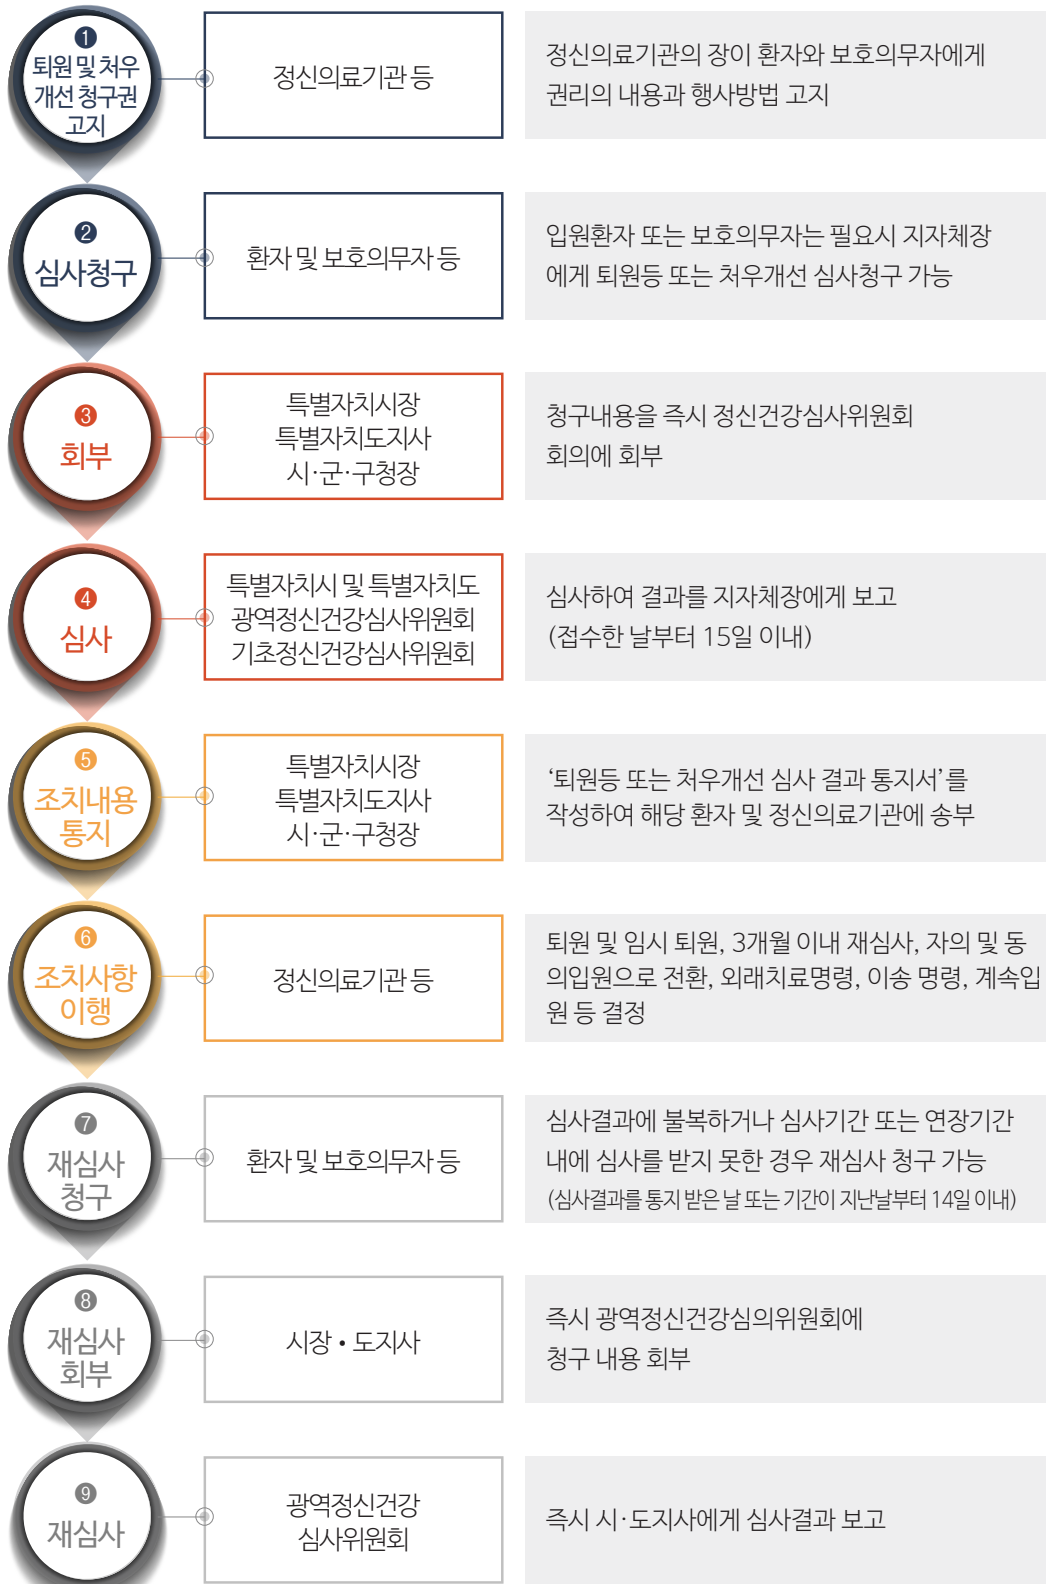 ❶
퇴원 및 처우
개선 청구권
고지
정신의료기관 등
정신의료기관의 장이 환자와 보호의무자에게
권리의 내용과 행사방법 고지
❷
심사청구
환자 및 보호의무자 등
입원환자 또는 보호의무자는 필요시 지자체장
에게 퇴원등 또는 처우개선 심사청구 가능
❸
회부
특별자치시장
특별자치도지사
시·군·구청장
청구내용을 즉시 정신건강심사위원회
회의에 회부
❹
심사
특별자치시 및 특별자치도
광역정신건강심사위원회
기초정신건강심사위원회
심사하여 결과를 지자체장에게 보고
(접수한 날부터 15일 이내)
❺
조치내용
통지
특별자치시장
특별자치도지사
시·군·구청장
‘퇴원등 또는 처우개선 심사 결과 통지서’를
작성하여 해당 환자 및 정신의료기관에 송부
❻
조치사항
이행
정신의료기관 등
퇴원 및 임시 퇴원, 3개월 이내 재심사, 자의 및 동
의입원으로 전환, 외래치료명령, 이송 명령, 계속입
원 등 결정
❼
재심사
청구
환자 및 보호의무자 등
심사결과에 불복하거나 심사기간 또는 연장기간
내에 심사를 받지 못한 경우 재심사 청구 가능
(심사결과를 통지 받은 날 또는 기간이 지난날부터 14일 이내)
❽
재심사
회부
시장 • 도지사
즉시 광역정신건강심의위원회에
청구 내용 회부
❾
재심사
광역정신건강
심사위원회
즉시 시·도지사에게 심사결과 보고